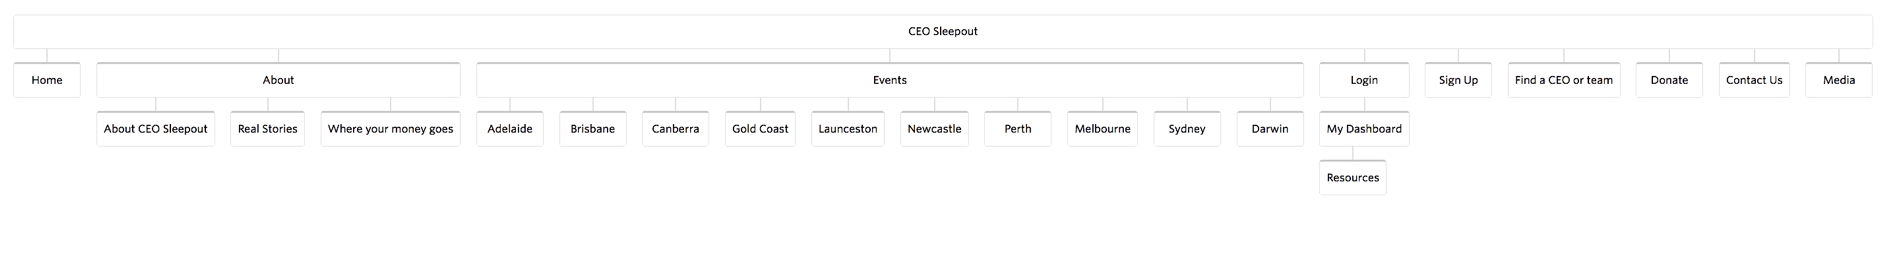 CEO Sleepout
Home
About
Events
Login
Sign Up
Find a CEO or team
Donate
Contact Us
Media
About CEO Sleepout
Real Stories
Where your money goes
Adelaide
Brisbane
Canberra
Gold Coast
Launceston
Newcastle
Perth
Melbourne
Sydney
Darwin
My Dashboard
Resources